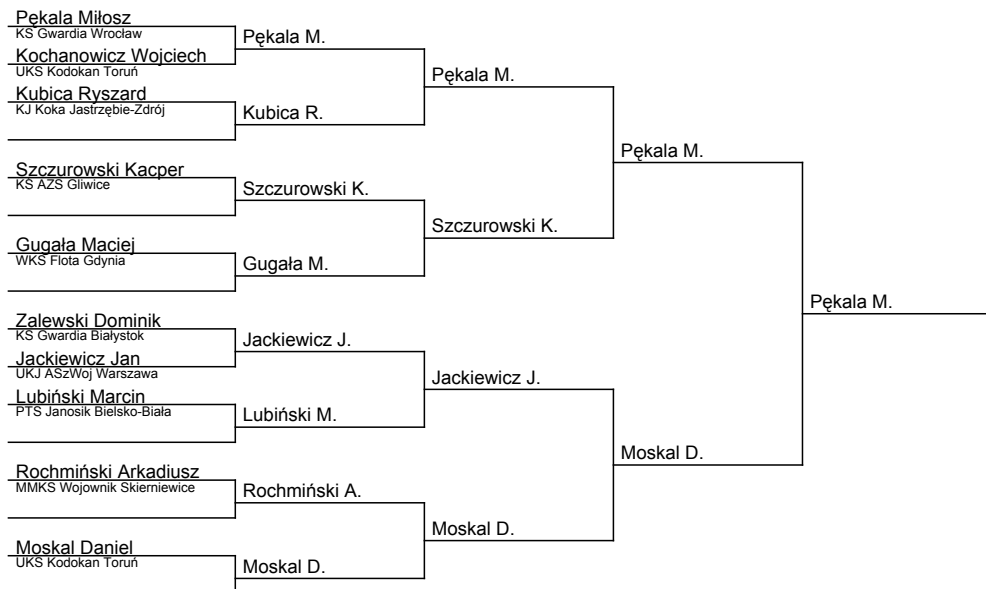 Pękala Miłosz
KS Gwardia Wrocław
Kochanowicz Wojciech
UKS Kodokan Toruń
Kubica Ryszard
KJ Koka Jastrzębie-Zdrój
Szczurowski Kacper
KS AZS Gliwice
Gugała Maciej
WKS Flota Gdynia
Zalewski Dominik
KS Gwardia Białystok
Jackiewicz Jan
UKJ ASzWoj Warszawa
Lubiński Marcin
PTS Janosik Bielsko-Biała
Rochmiński Arkadiusz
MMKS Wojownik Skierniewice
Moskal Daniel
UKS Kodokan Toruń
Pękala M.
Kubica R.
Szczurowski K.
Gugała M.
Jackiewicz J.
Lubiński M.
Rochmiński A.
Moskal D.
Pękala M.
Szczurowski K.
Jackiewicz J.
Moskal D.
Pękala M.
Moskal D.
Pękala M.